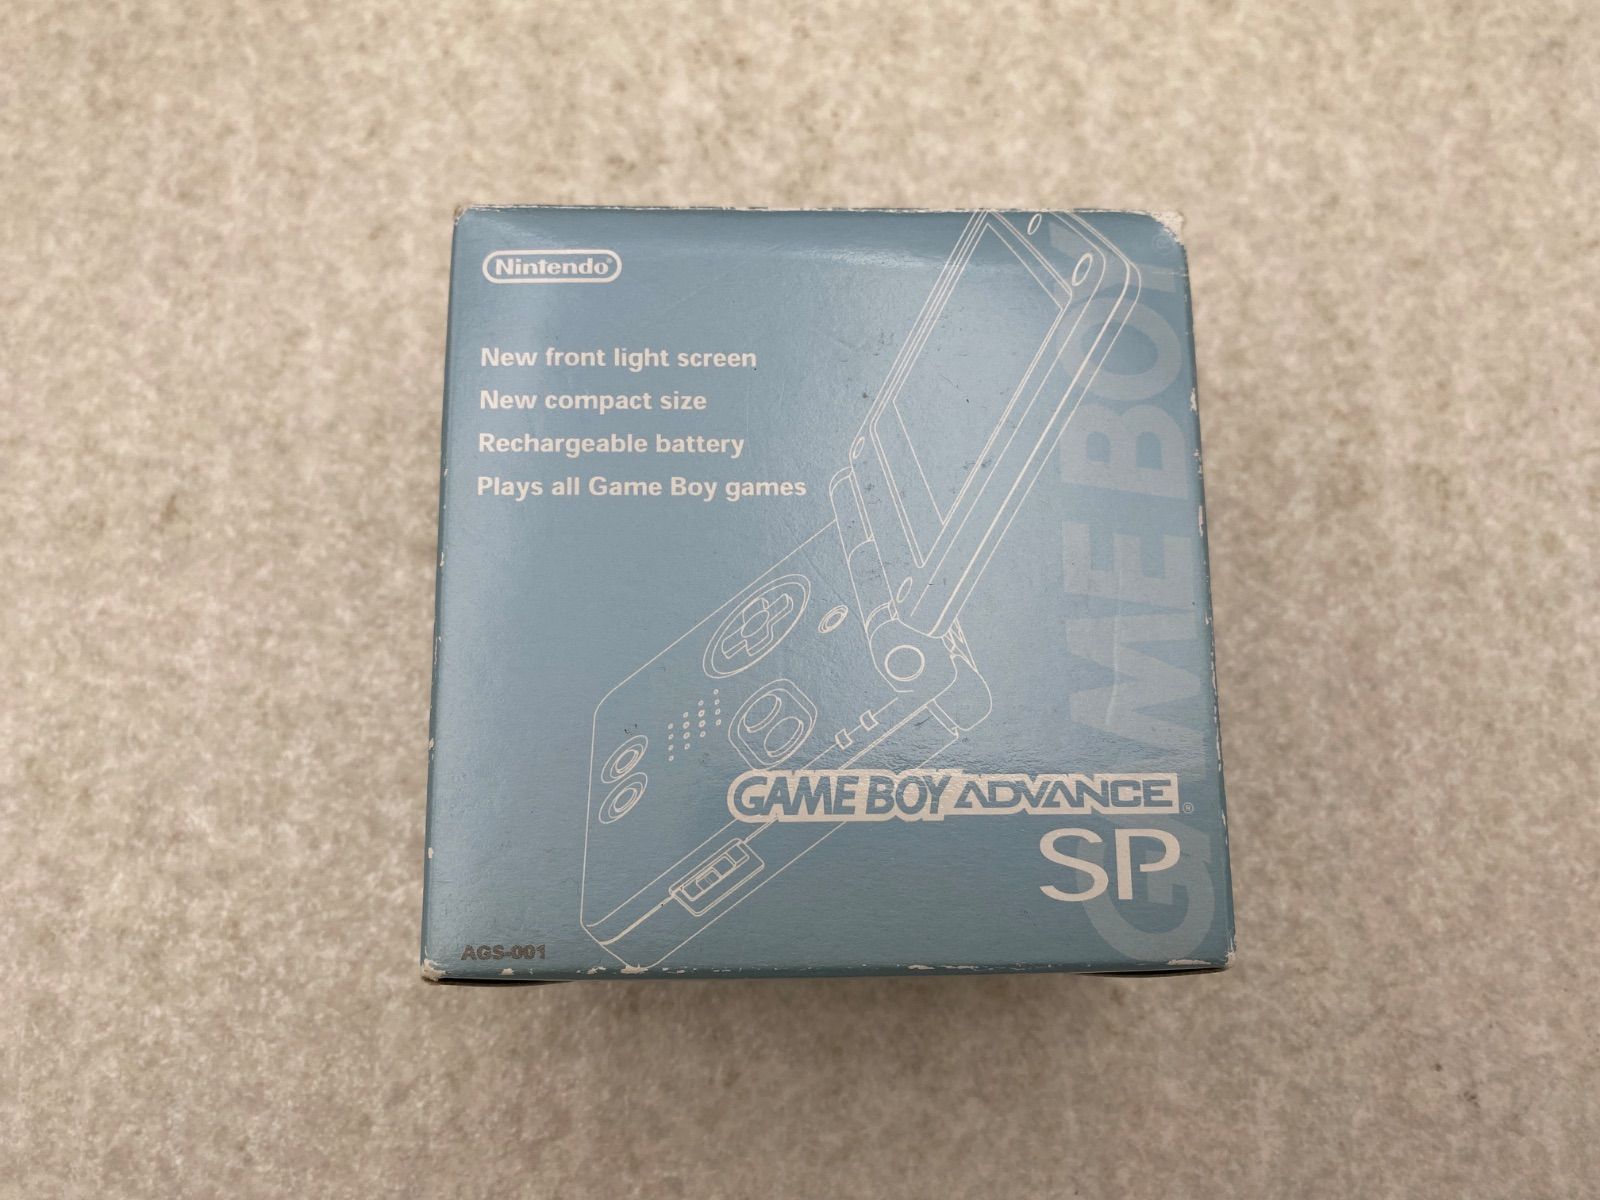 Nintendo®
New front light screen
New compact size
Rechargeable battery
Plays all Game Boy games
GAME BOY
GAME BOY ADVANCE®
SP
AGS-001